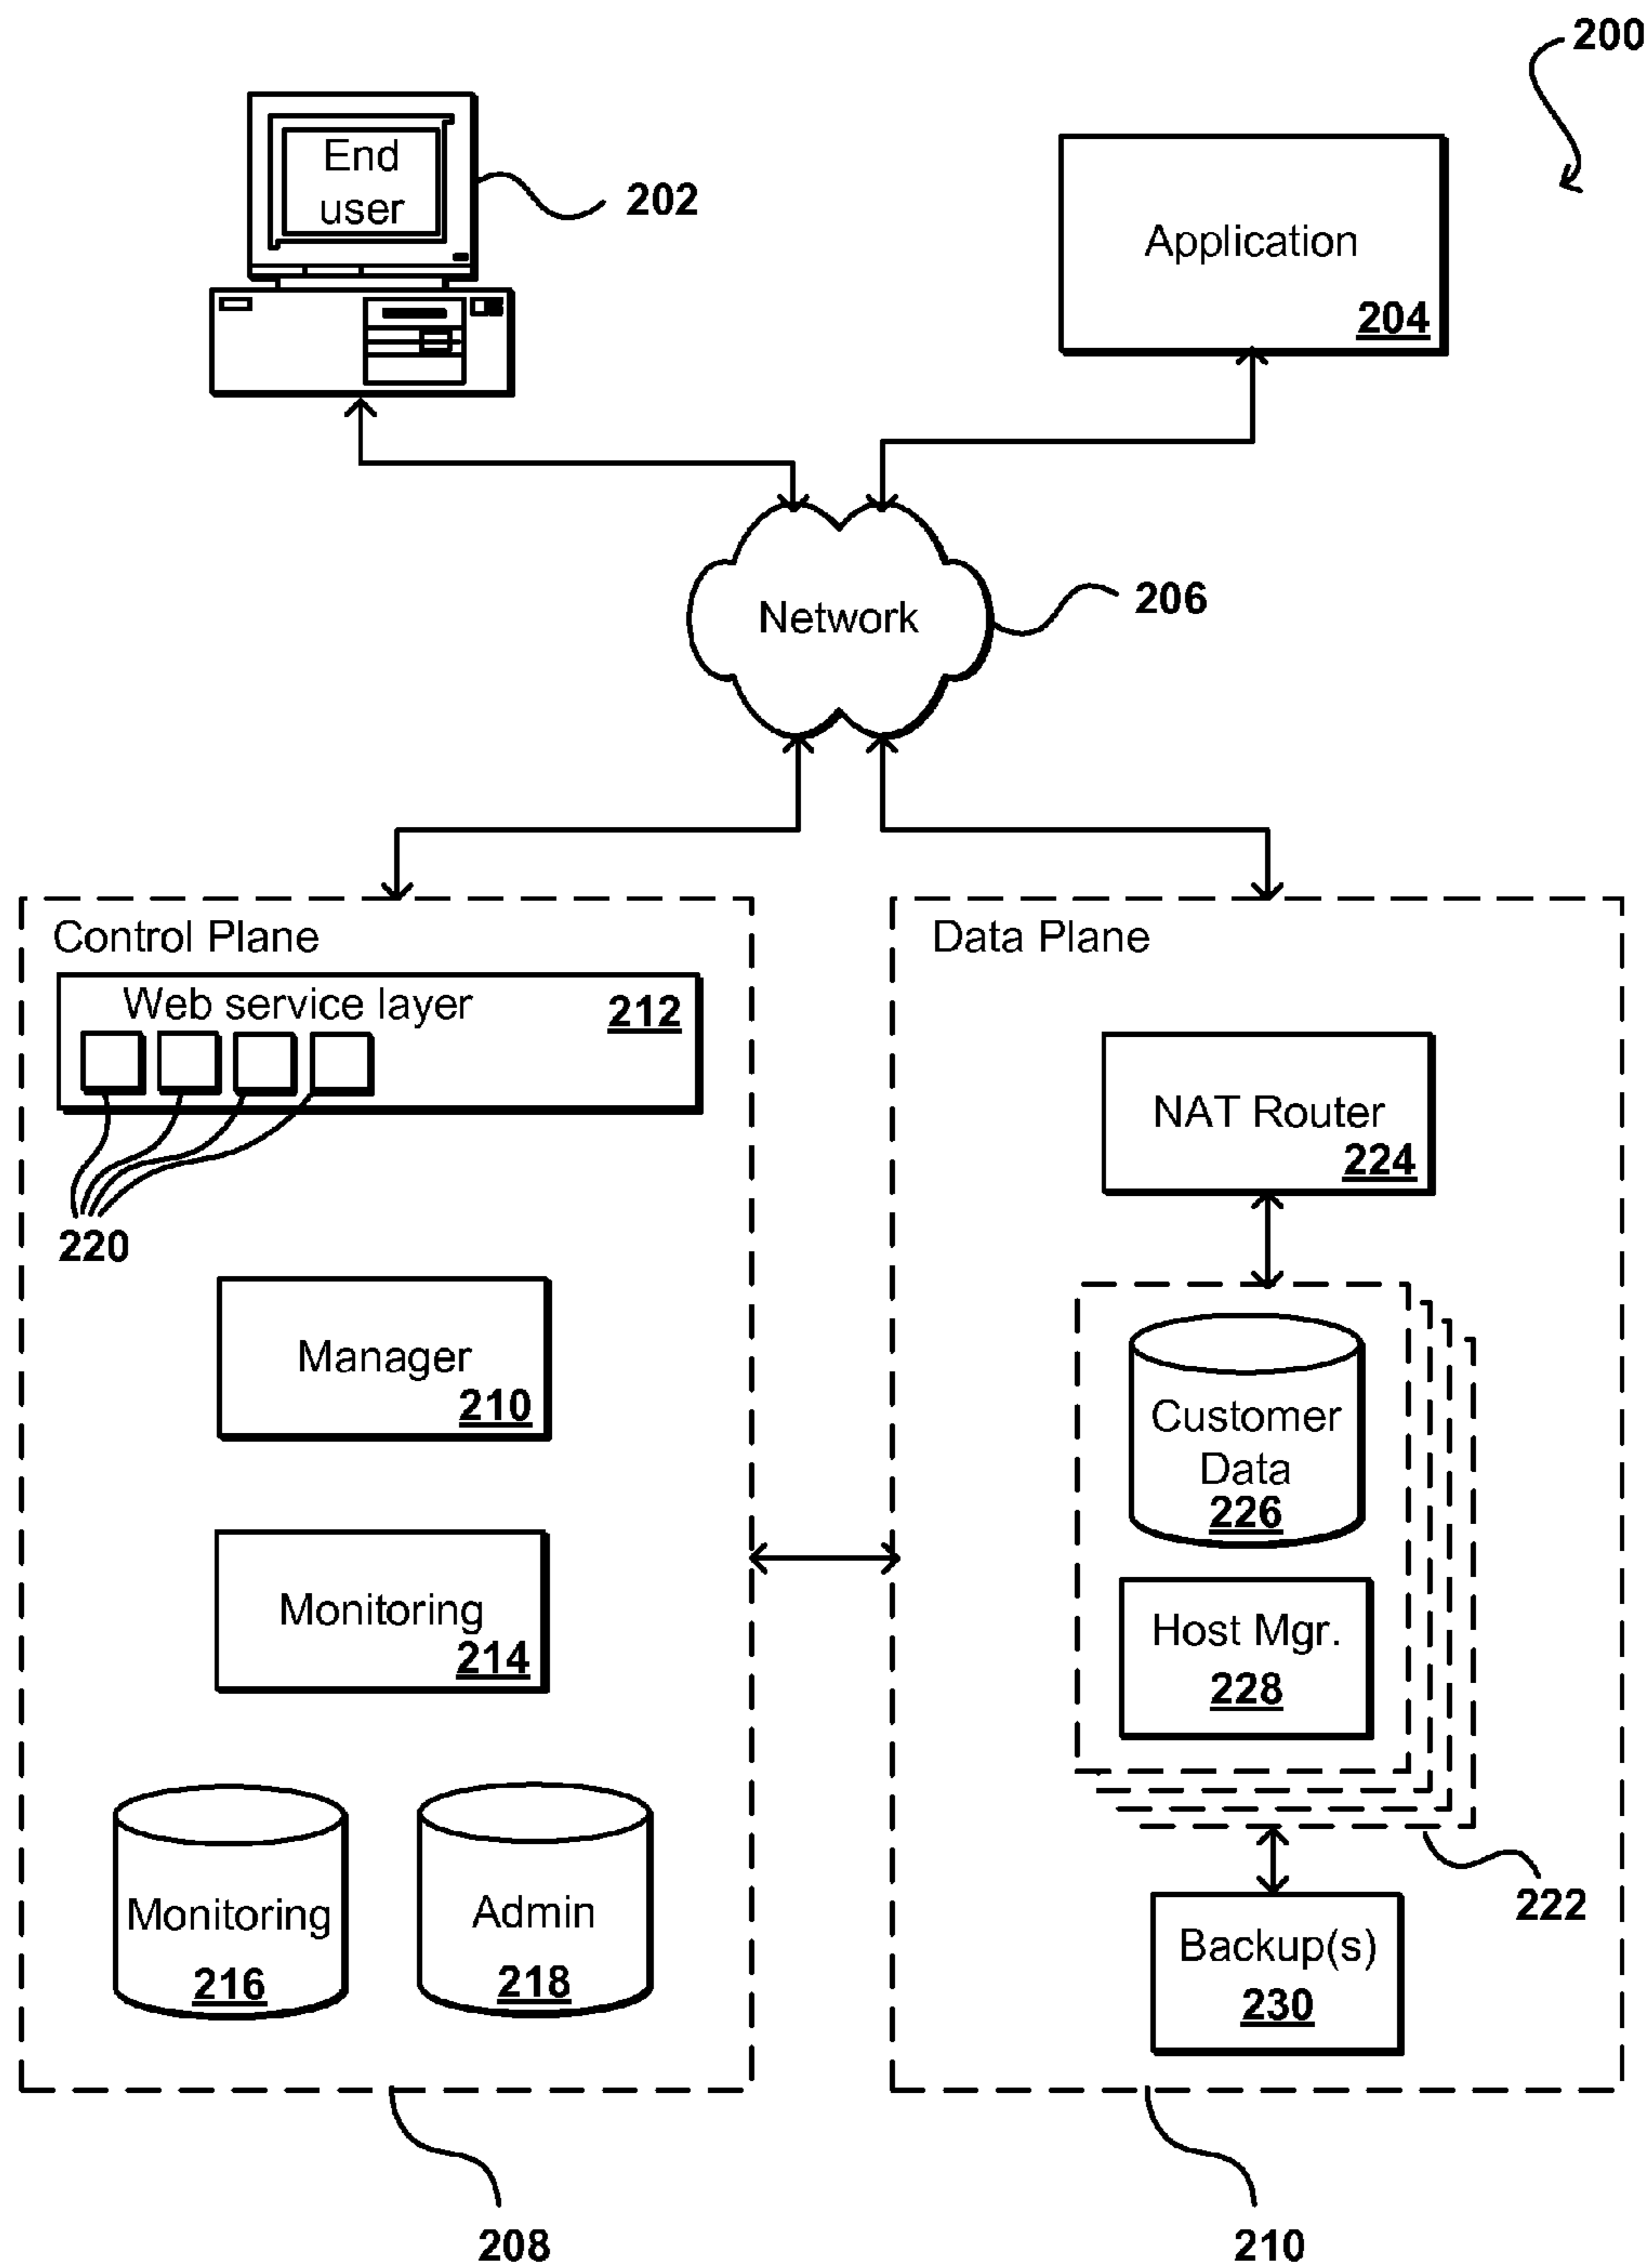 200
End
user
202
Application
204
Network
206
Control Plane
Web service layer
212
220
Manager
210
Monitoring
214
Monitoring
216
Admin
218
208
Data Plane
NAT Router
224
Customer
Data
226
Host Mgr.
228
222
Backup(s)
230
210